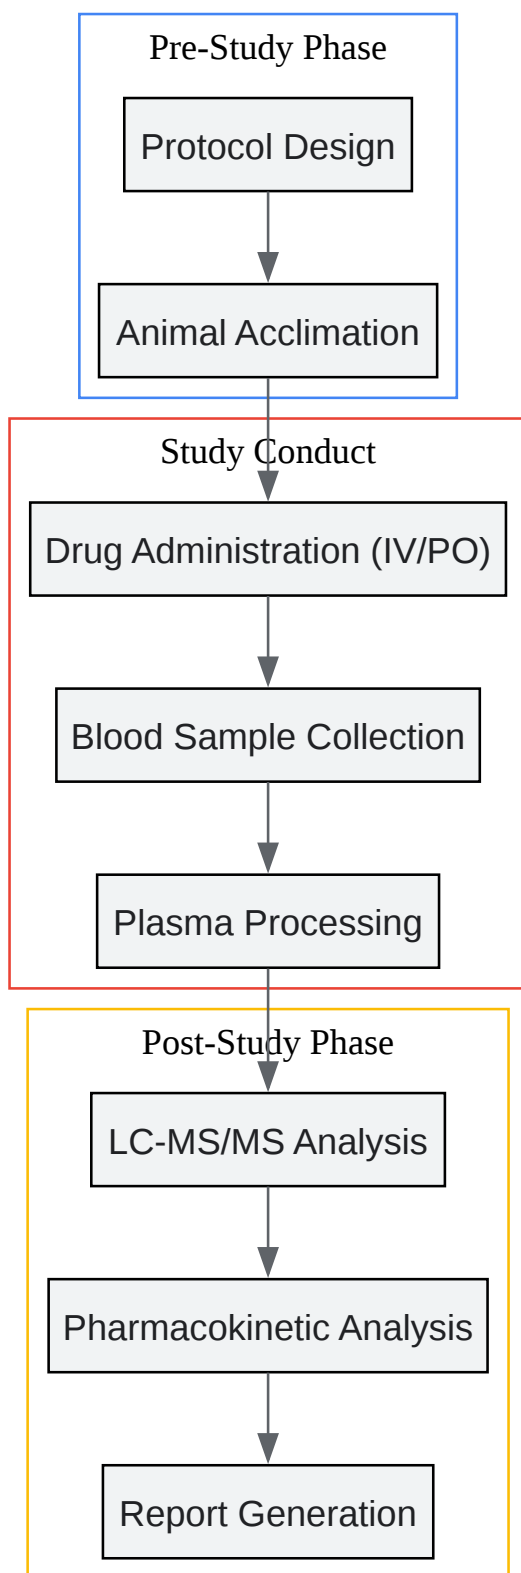 Pre-Study Phase
Protocol Design
Animal Acclimation
Study Conduct
Drug Administration (IV/PO)
Blood Sample Collection
Plasma Processing
Post-Study Phase
LC-MS/MS Analysis
Pharmacokinetic Analysis
Report Generation